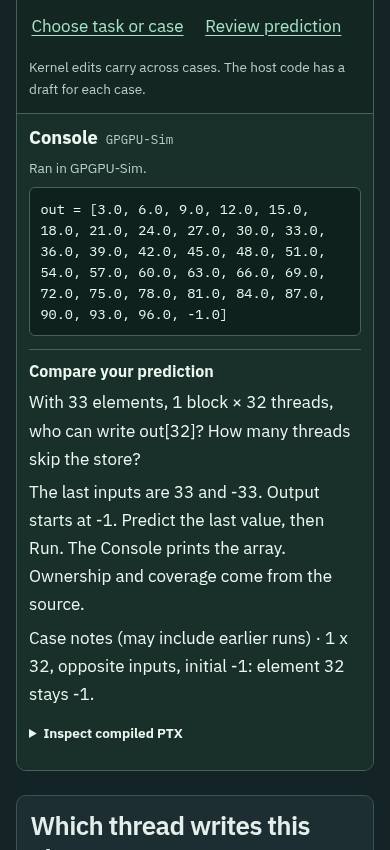 Choose task or case Review prediction
Kernel edits carry across cases. The host code has a
draft for each case.
Console GPGPU-Sim
Ran in GPGPU-Sim.
out = [3.0, 6.0, 9.0, 12.0, 15.0,
18.0, 21.0, 24.0, 27.0, 30.0, 33.0,
36.0, 39.0, 42.0, 45.0, 48.0, 51.0,
54.0, 57.0, 60.0, 63.0, 66.0, 69.0,
72.0, 75.0, 78.0, 81.0, 84.0, 87.0,
90.0, 93.0, 96.0, -1.0]
Compare your prediction
With 33 elements, 1 block × 32 threads,
who can write out[32]? How many threads
skip the store?
The last inputs are 33 and -33. Output
starts at -1. Predict the last value, then
Run. The Console prints the array.
Ownership and coverage come from the
source.
Case notes (may include earlier runs) · 1 x
32, opposite inputs, initial -1: element 32
stays -1.
Inspect compiled PTX
Which thread writes this